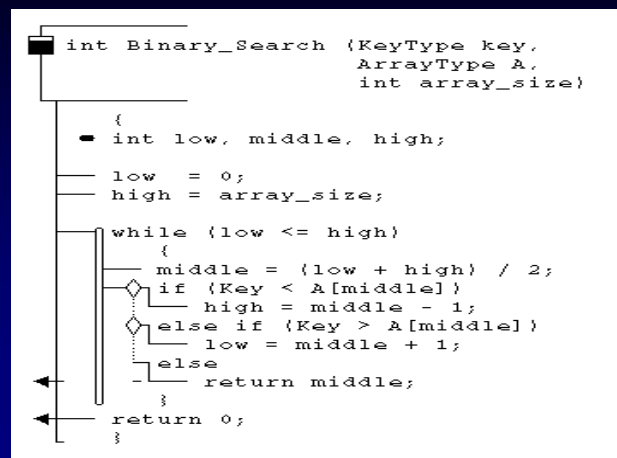 int Binary_Search (KeyType key,
ArrayType A,
int array_size)
{
int low, middle, high;
low = 0;
high = array_size;
while (low <= high)
{
middle = (low + high) / 2;
if (Key < A[middle])
high = middle - 1;
else if (Key > A[middle])
low = middle + 1;
else
return middle;
}
return 0;
}